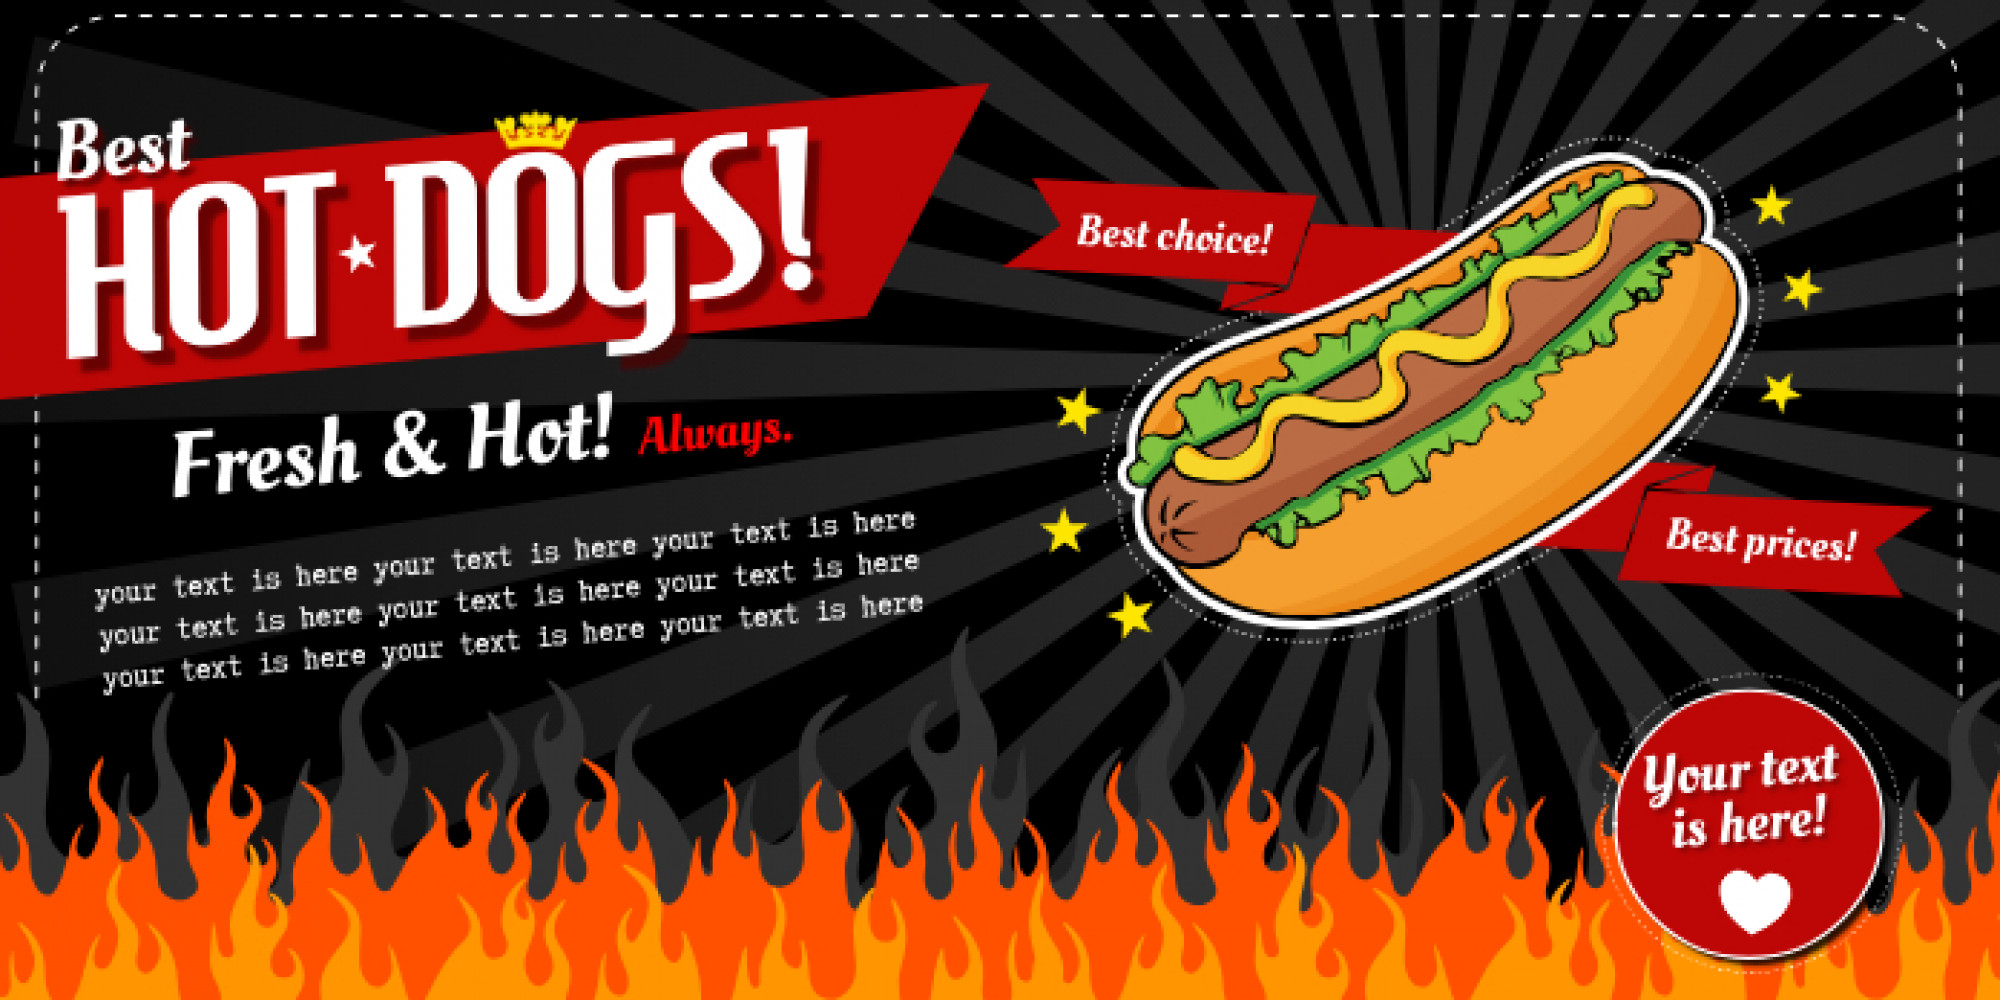 Best
HOT DOGS!
Fresh & Hot! Always.
your text is here your text is here your text is here
your text is here your text is here your text is here
your text is here your text is here your text is here
Best choice!
Best prices!
Your text
is here!